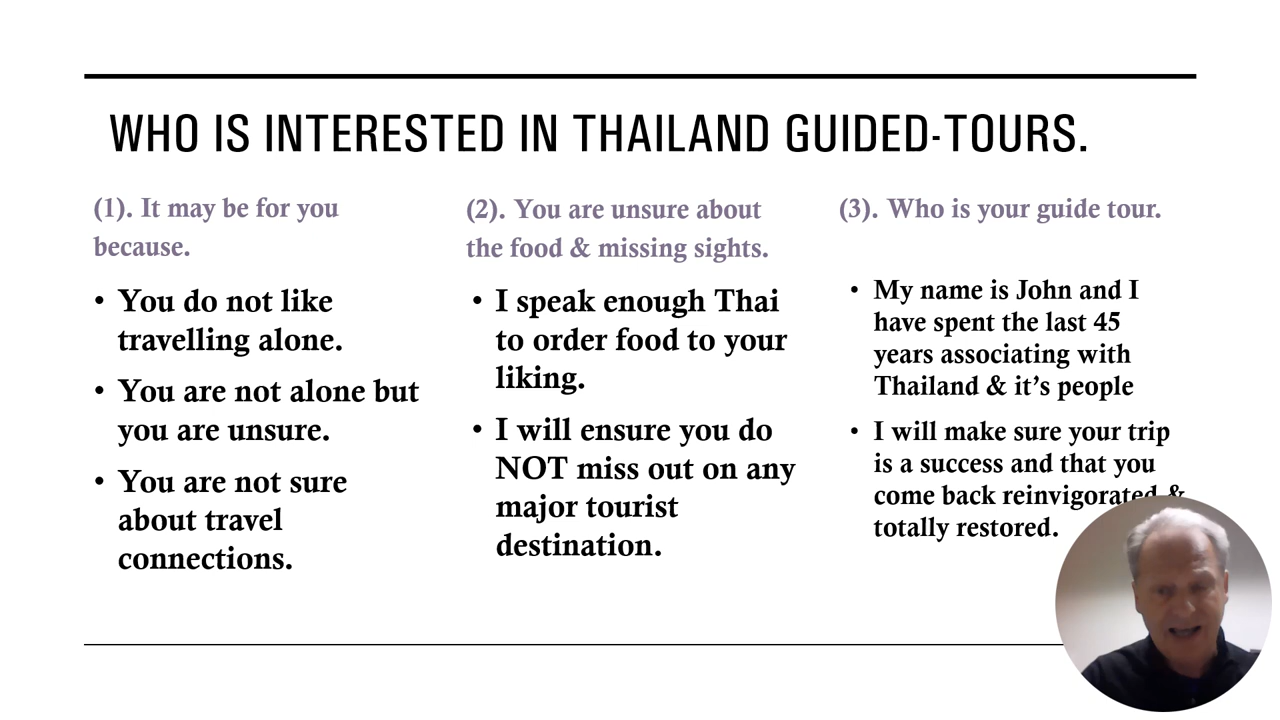 WHO IS INTERESTED IN THAILAND GUIDED-TOURS.
(1). It may be for you
because.
• You do not like
travelling alone.
• You are not alone but
you are unsure.
• You are not sure
about travel
connections.
(2). You are unsure about
the food & missing sights.
• I speak enough Thai
to order food to your
liking.
• I will ensure you do
NOT miss out on any
major tourist
destination.
(3). Who is your guide tour.
• My name is John and I
have spent the last 45
years associating with
Thailand & it’s people
• I will make sure your trip
is a success and that you
come back reinvigorated &
totally restored.